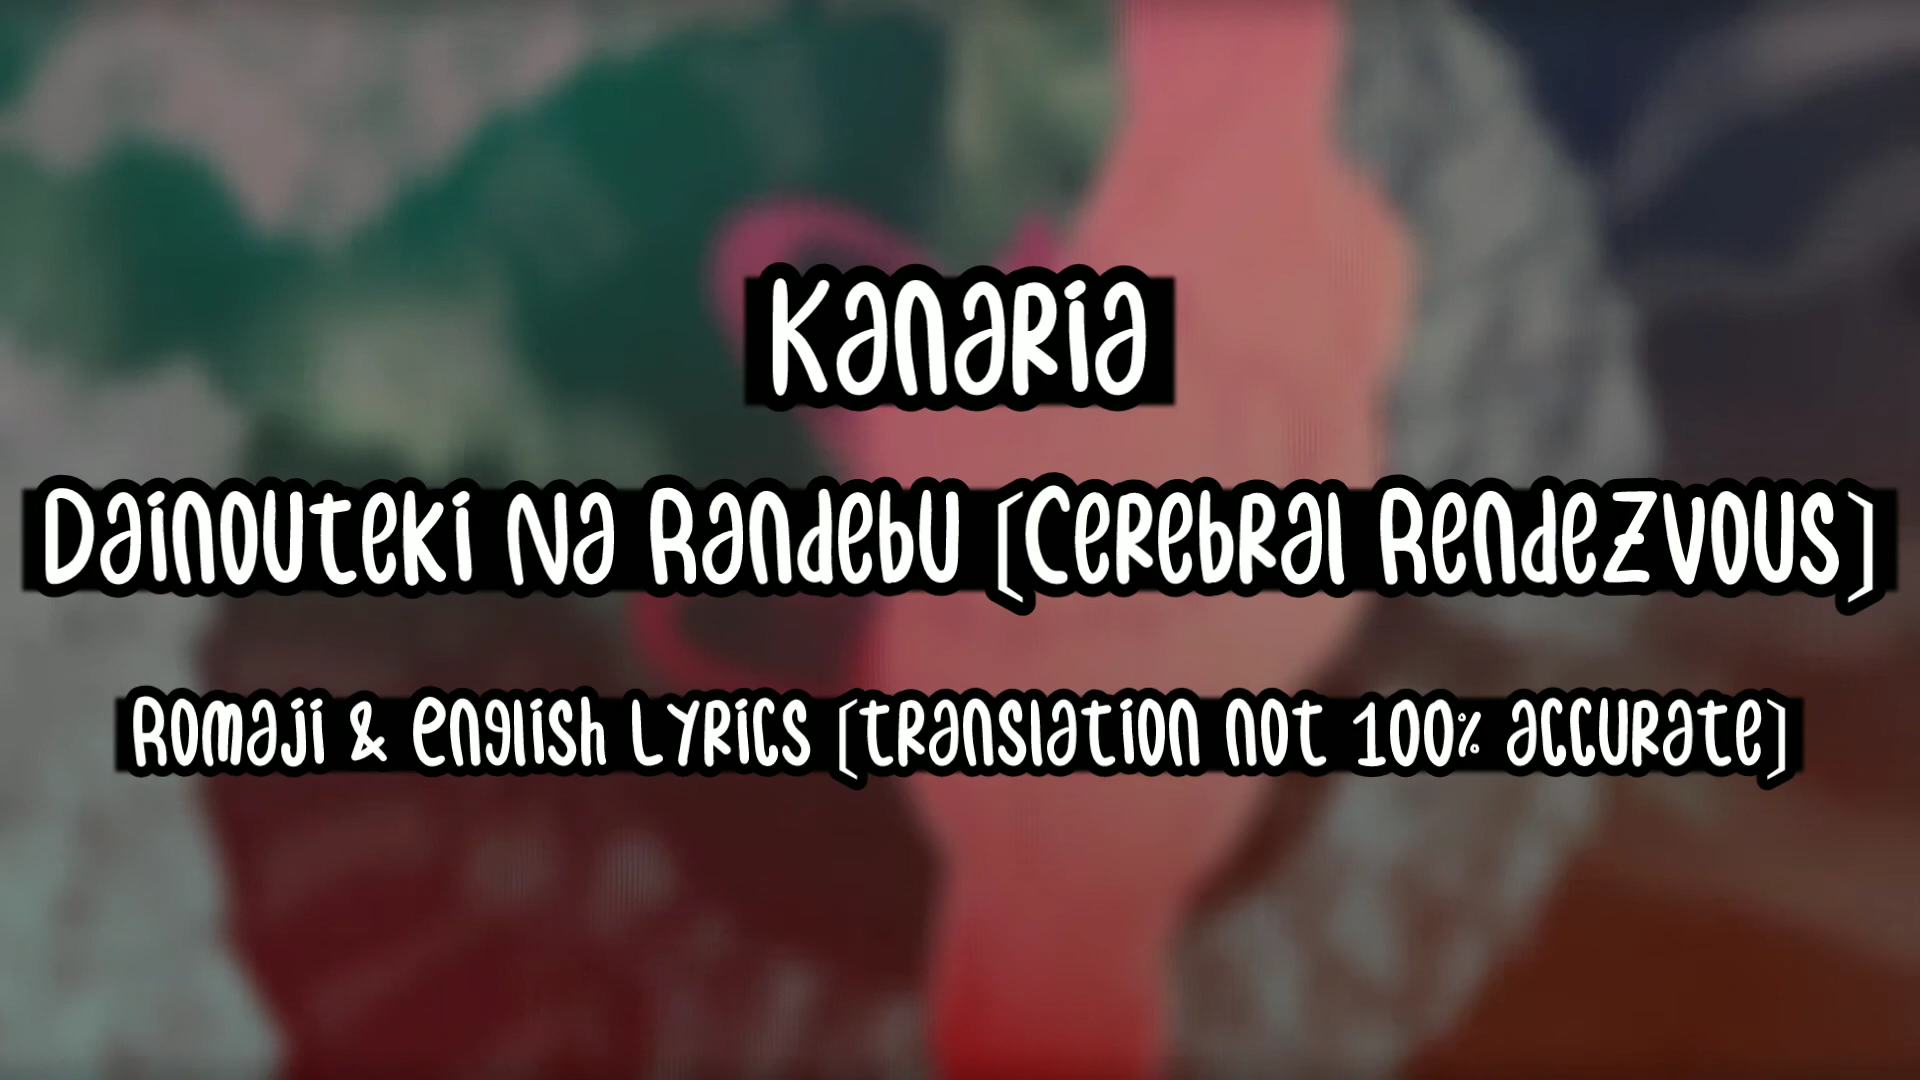 Kanaria
Dainouteki Na Randebu (Cerebral Rendezvous)
Romaji & English Lyrics (translation not 100% accurate)